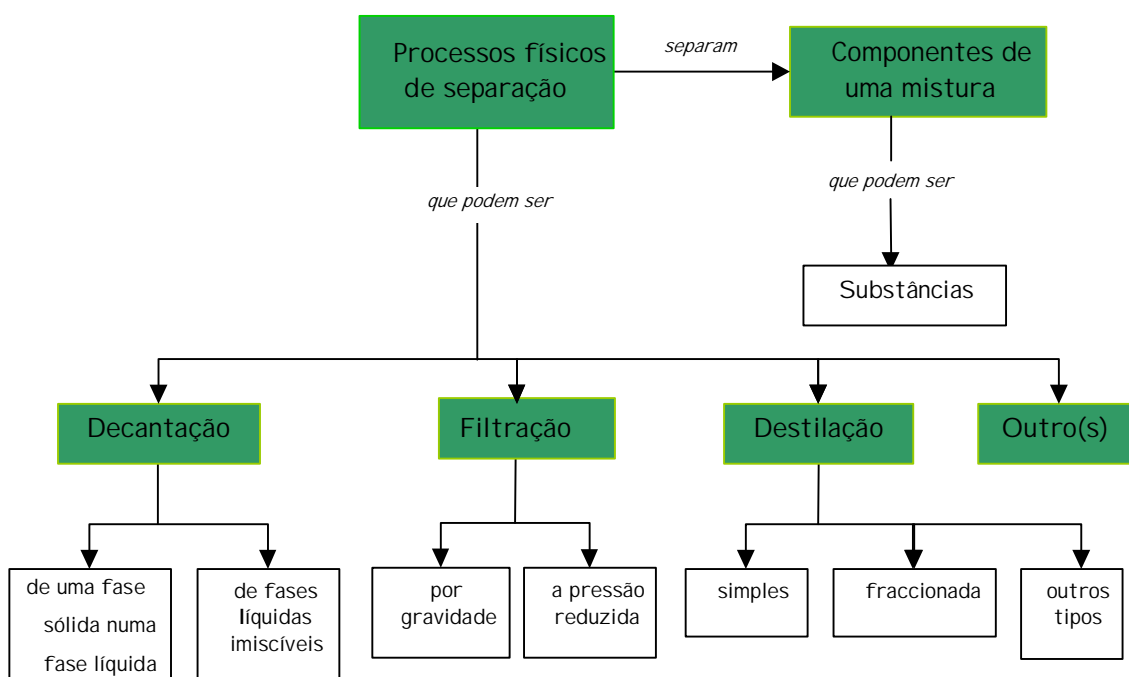 Processos físicos
de separação
separam
Componentes de
uma mistura
que podem ser
que podem ser
Substâncias
Decantação
Filtração
Destilação
Outro(s)
de uma fase
sólida numa
fase líquida
de fases
líquidas
imiscíveis
por
gravidade
a pressão
reduzida
simples
fraccionada
outros
tipos